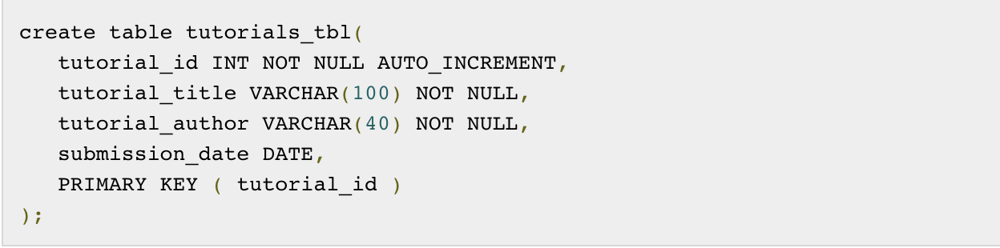 create table tutorials_tbl(
   tutorial_id INT NOT NULL AUTO_INCREMENT,
   tutorial_title VARCHAR(100) NOT NULL,
   tutorial_author VARCHAR(40) NOT NULL,
   submission_date DATE,
   PRIMARY KEY ( tutorial_id )
);